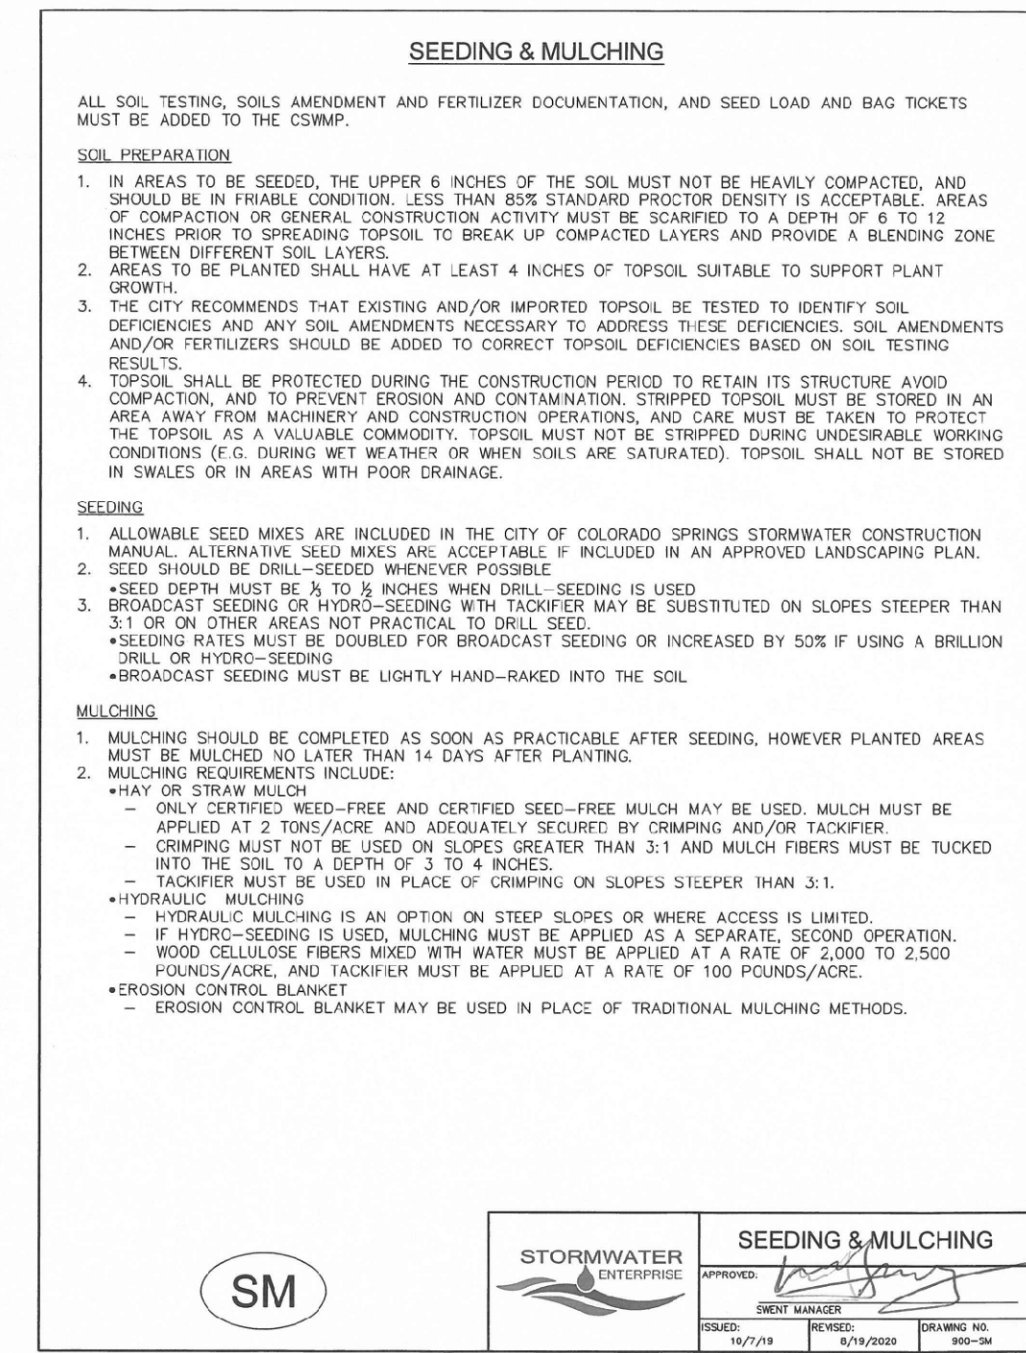 SEEDING & MULCHING
ALL SOIL TESTING, SOILS AMENDMENT AND FERTILIZER DOCUMENTATION, AND SEED LOAD AND BAG TICKETS
MUST BE ADDED TO THE CSWMP.
SOIL PREPARATION
1. IN AREAS TO BE SEEDED, THE UPPER 6 INCHES OF THE SOIL MUST NOT BE HEAVILY COMPACTED, AND
SHOULD BE IN FRIABLE CONDITION. LESS THAN 85% STANDARD PROCTOR DENSITY IS ACCEPTABLE. AREAS
OF COMPACTION OR GENERAL CONSTRUCTION ACTIVITY MUST BE SCARIFIED TO A DEPTH OF 6 TO 12
INCHES PRIOR TO SPREADING TOPSOIL TO BREAK UP COMPACTED LAYERS AND PROVIDE A BLENDING ZONE
BETWEEN DIFFERENT SOIL LAYERS.
2. AREAS TO BE PLANTED SHALL HAVE AT LEAST 4 INCHES OF TOPSOIL SUITABLE TO SUPPORT PLANT
GROWTH.
3. THE CITY RECOMMENDS THAT EXISTING AND/OR IMPORTED TOPSOIL BE TESTED TO IDENTIFY SOIL
DEFICIENCIES AND ANY SOIL AMENDMENTS NECESSARY TO ADDRESS THESE DEFICIENCIES. SOIL AMENDMENTS
AND/OR FERTILIZERS SHOULD BE ADDED TO CORRECT TOPSOIL DEFICIENCIES BASED ON SOIL TESTING
RESULTS.
4. TOPSOIL SHALL BE PROTECTED DURING THE CONSTRUCTION PERIOD TO RETAIN ITS STRUCTURE AVOID
COMPACTION, AND TO PREVENT EROSION AND CONTAMINATION. STRIPPED TOPSOIL MUST BE STORED IN AN
AREA AWAY FROM MACHINERY AND CONSTRUCTION OPERATIONS, AND CARE MUST BE TAKEN TO PROTECT
THE TOPSOIL AS A VALUABLE COMMODITY. TOPSOIL MUST NOT BE STRIPPED DURING UNDESIRABLE WORKING
CONDITIONS (E.G. DURING WET WEATHER OR WHEN SOILS ARE SATURATED). TOPSOIL SHALL NOT BE STORED
IN SWALES OR IN AREAS WITH POOR DRAINAGE.
SEEDING
1. ALLOWABLE SEED MIXES ARE INCLUDED IN THE CITY OF COLORADO SPRINGS STORMWATER CONSTRUCTION
MANUAL. ALTERNATIVE SEED MIXES ARE ACCEPTABLE IF INCLUDED IN AN APPROVED LANDSCAPING PLAN.
2. SEED SHOULD BE DRILL-SEEDED WHENEVER POSSIBLE
•SEED DEPTH MUST BE ⅓ TO ½ INCHES WHEN DRILL-SEEDING IS USED
3. BROADCAST SEEDING OR HYDRO-SEEDING WITH TACKIFIER MAY BE SUBSTITUTED ON SLOPES STEEPER THAN
3:1 OR ON OTHER AREAS NOT PRACTICAL TO DRILL SEED.
•SEEDING RATES MUST BE DOUBLED FOR BROADCAST SEEDING OR INCREASED BY 50% IF USING A BRILLION
DRILL OR HYDRO-SEEDING
•BROADCAST SEEDING MUST BE LIGHTLY HAND-RAKED INTO THE SOIL
MULCHING
1. MULCHING SHOULD BE COMPLETED AS SOON AS PRACTICABLE AFTER SEEDING, HOWEVER PLANTED AREAS
MUST BE MULCHED NO LATER THAN 14 DAYS AFTER PLANTING.
2. MULCHING REQUIREMENTS INCLUDE:
•HAY OR STRAW MULCH
– ONLY CERTIFIED WEED-FREE AND CERTIFIED SEED-FREE MULCH MAY BE USED. MULCH MUST BE
APPLIED AT 2 TONS/ACRE AND ADEQUATELY SECURED BY CRIMPING AND/OR TACKIFIER.
– CRIMPING MUST NOT BE USED ON SLOPES GREATER THAN 3:1 AND MULCH FIBERS MUST BE TUCKED
INTO THE SOIL TO A DEPTH OF 3 TO 4 INCHES.
– TACKIFIER MUST BE USED IN PLACE OF CRIMPING ON SLOPES STEEPER THAN 3:1.
•HYDRAULIC MULCHING
– HYDRAULIC MULCHING IS AN OPTION ON STEEP SLOPES OR WHERE ACCESS IS LIMITED.
– IF HYDRO-SEEDING IS USED, MULCHING MUST BE APPLIED AS A SEPARATE, SECOND OPERATION.
– WOOD CELLULOSE FIBERS MIXED WITH WATER MUST BE APPLIED AT A RATE OF 2,000 TO 2,500
POUNDS/ACRE, AND TACKIFIER MUST BE APPLIED AT A RATE OF 100 POUNDS/ACRE.
•EROSION CONTROL BLANKET
– EROSION CONTROL BLANKET MAY BE USED IN PLACE OF TRADITIONAL MULCHING METHODS.
SM
STORMWATER
ENTERPRISE
SEEDING & MULCHING
APPROVED:
SWENT MANAGER
ISSUED:
10/7/19
REVISED:
8/19/2020
DRAWING NO.
900-SM